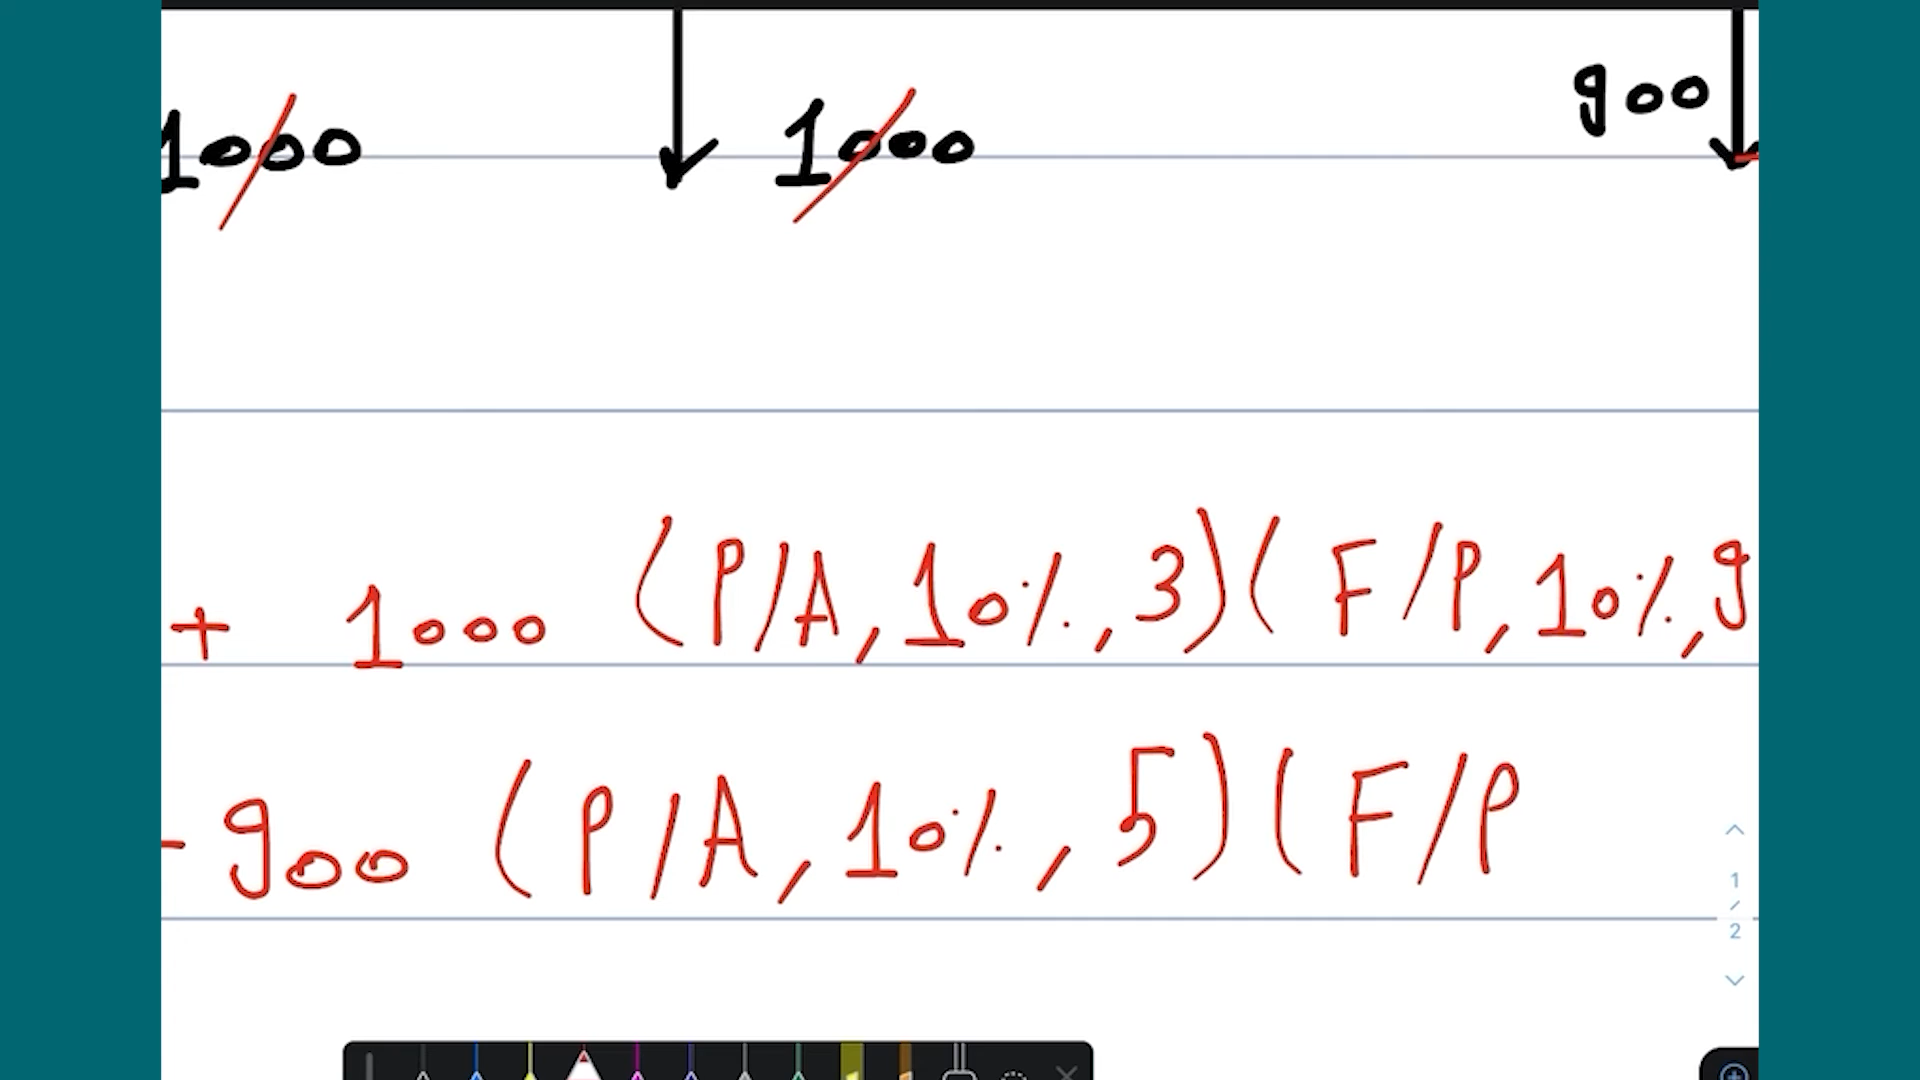 1000 1000 900
+ 1000 (P/A, 10%, 3)(F/P, 10%, 9
- 900 (P/A, 10%, 5)(F/P
1
/
2